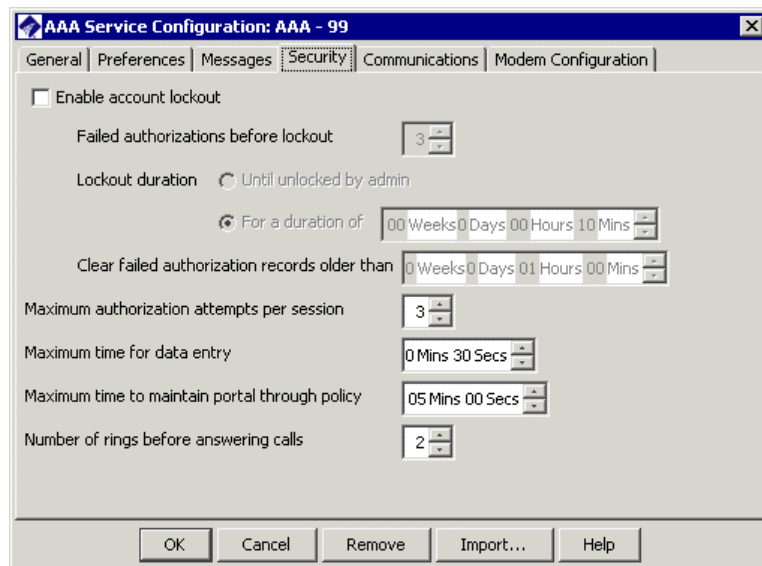 AAA Service Configuration: AAA - 99
General Preferences Messages Security Communications Modem Configuration
Enable account lockout
Failed authorizations before lockout 3
Lockout duration Until unlocked by admin
For a duration of 00 Weeks 0 Days 00 Hours 10 Mins
Clear failed authorization records older than 0 Weeks 0 Days 01 Hours 00 Mins
Maximum authorization attempts per session 3
Maximum time for data entry 0 Mins 30 Secs
Maximum time to maintain portal through policy 05 Mins 00 Secs
Number of rings before answering calls 2
OK Cancel Remove Import... Help